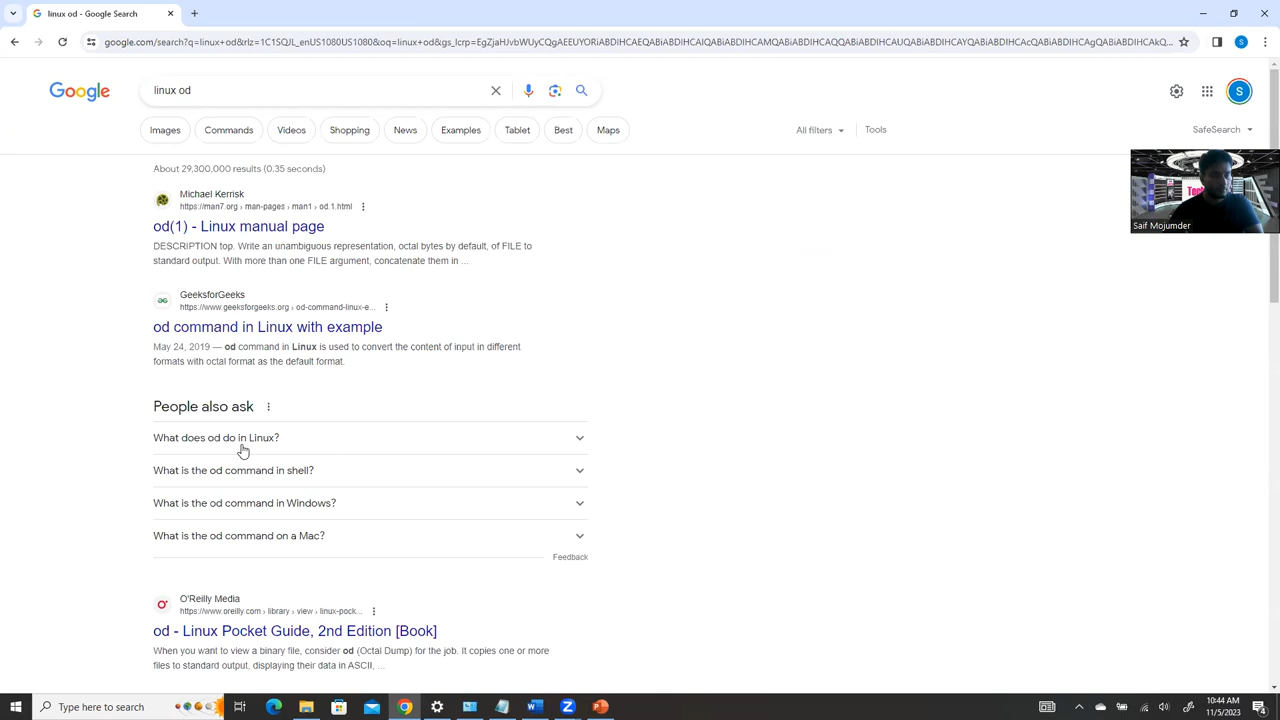 linux od - Google Search
google.com/search?q=linux+od&rlz=1C1SQJL_enUS1080US1080&oq=linux+od&gs_lcrp=EgZjaHJvbWUyCQgAEEUYORiABDIHCAEQABiABDIHCAIQABiABDIHCAMQABiABDIHCAQQABiABDIHCAUQABiABDIHCAYQABiABDIHCAcQABiABDIHCAgQABiABDIHCAkQA...
S
Google
linux od
S
Images
Commands
Videos
Shopping
News
Examples
Tablet
Best
Maps
All filters
Tools
SafeSearch
About 29,300,000 results (0.35 seconds)
Michael Kerrisk
https://man7.org › man-pages › man1 › od.1.html
od(1) - Linux manual page
DESCRIPTION top. Write an unambiguous representation, octal bytes by default, of FILE to
standard output. With more than one FILE argument, concatenate them in ...
Tech
Saif Mojumder
GeeksforGeeks
https://www.geeksforgeeks.org › od-command-linux-e...
od command in Linux with example
May 24, 2019 — od command in Linux is used to convert the content of input in different
formats with octal format as the default format.
People also ask
What does od do in Linux?
What is the od command in shell?
What is the od command in Windows?
What is the od command on a Mac?
Feedback
O'Reilly Media
https://www.oreilly.com › library › view › linux-pock...
od - Linux Pocket Guide, 2nd Edition [Book]
When you want to view a binary file, consider od (Octal Dump) for the job. It copies one or more
files to standard output, displaying their data in ASCII, ...
Type here to search
10:44 AM
11/5/2023
4